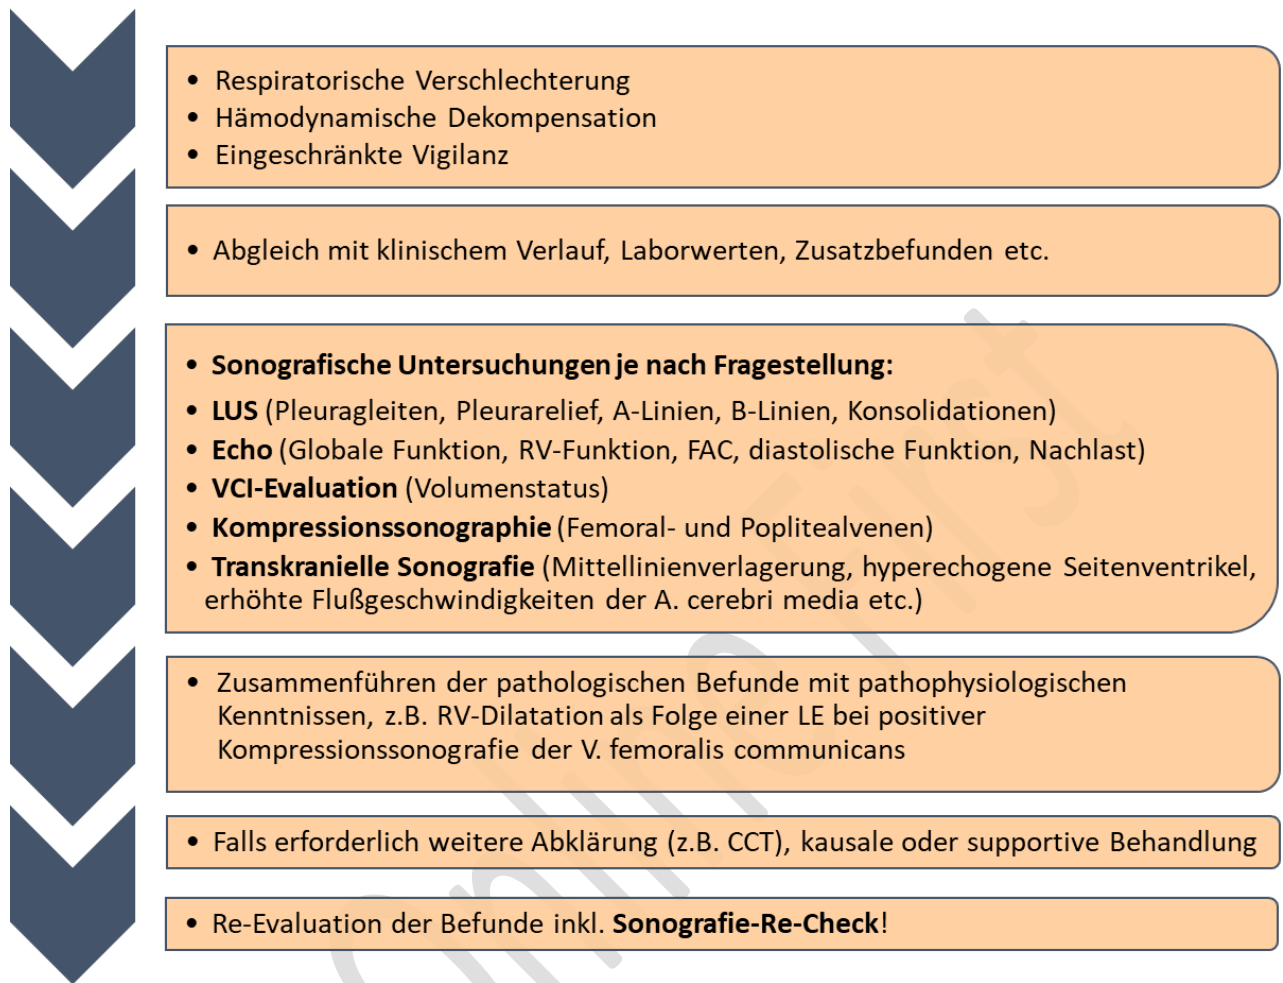 • Respiratorische Verschlechterung
• Hämodynamische Dekompensation
• Eingeschränkte Vigilanz
• Abgleich mit klinischem Verlauf, Laborwerten, Zusatzbefunden etc.
• Sonografische Untersuchungen je nach Fragestellung:
• LUS (Pleuragleiten, Pleurarelief, A-Linien, B-Linien, Konsolidationen)
• Echo (Globale Funktion, RV-Funktion, FAC, diastolische Funktion, Nachlast)
• VCI-Evaluation (Volumenstatus)
• Kompressionssonographie (Femoral- und Poplitealvenen)
• Transkranielle Sonografie (Mittellinienverlagerung, hyperechogene Seitenventrikel,
erhöhte Flußgeschwindigkeiten der A. cerebri media etc.)
• Zusammenführen der pathologischen Befunde mit pathophysiologischen
Kenntnissen, z.B. RV-Dilatation als Folge einer LE bei positiver
Kompressionssonografie der V. femoralis communicans
• Falls erforderlich weitere Abklärung (z.B. CCT), kausale oder supportive Behandlung
• Re-Evaluation der Befunde inkl. Sonografie-Re-Check!
Online First